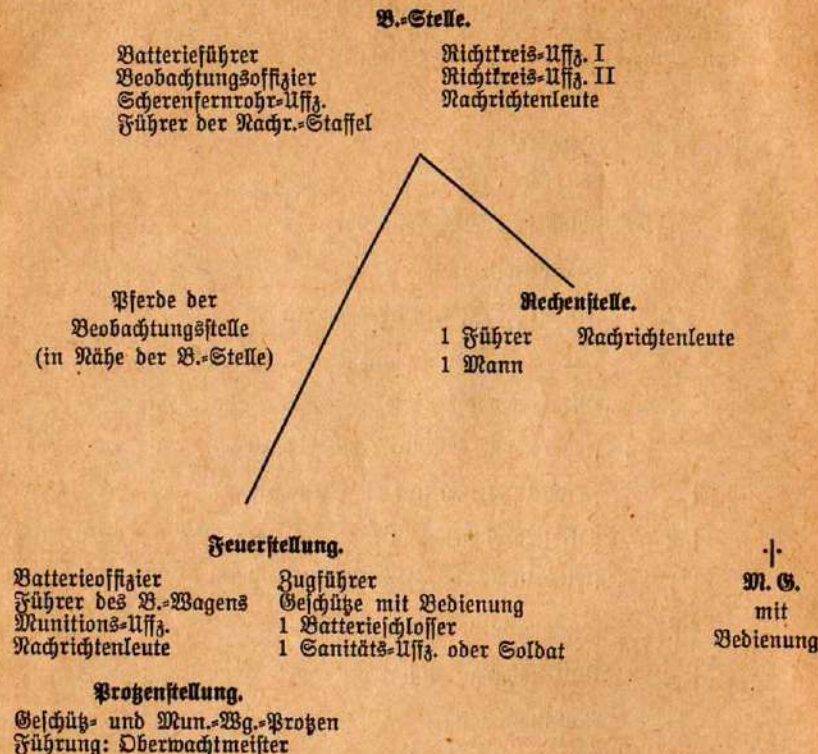 B.-Stelle.
Batterieführer
Beobachtungsoffizier
Scherenfernrohr-Uffz.
Führer der Nachr.-Staffel
Richtkreis-Uffz. I
Richtkreis-Uffz. II
Nachrichtenleute
Pferde der
Beobachtungsstelle
(in Nähe der B.-Stelle)
Rechenstelle.
1 Führer
1 Mann
Nachrichtenleute
Feuerstellung.
Batterieoffizier
Führer des B.-Wagens
Munitions-Uffz.
Nachrichtenleute
Zugführer
Geschütze mit Bedienung
1 Batterieschlosser
1 Sanitäts-Uffz. oder Soldat
M. G.
mit
Bedienung
Protzenstellung.
Geschütz- und Mun.-Wg.-Protzen
Führung: Oberwachtmeister